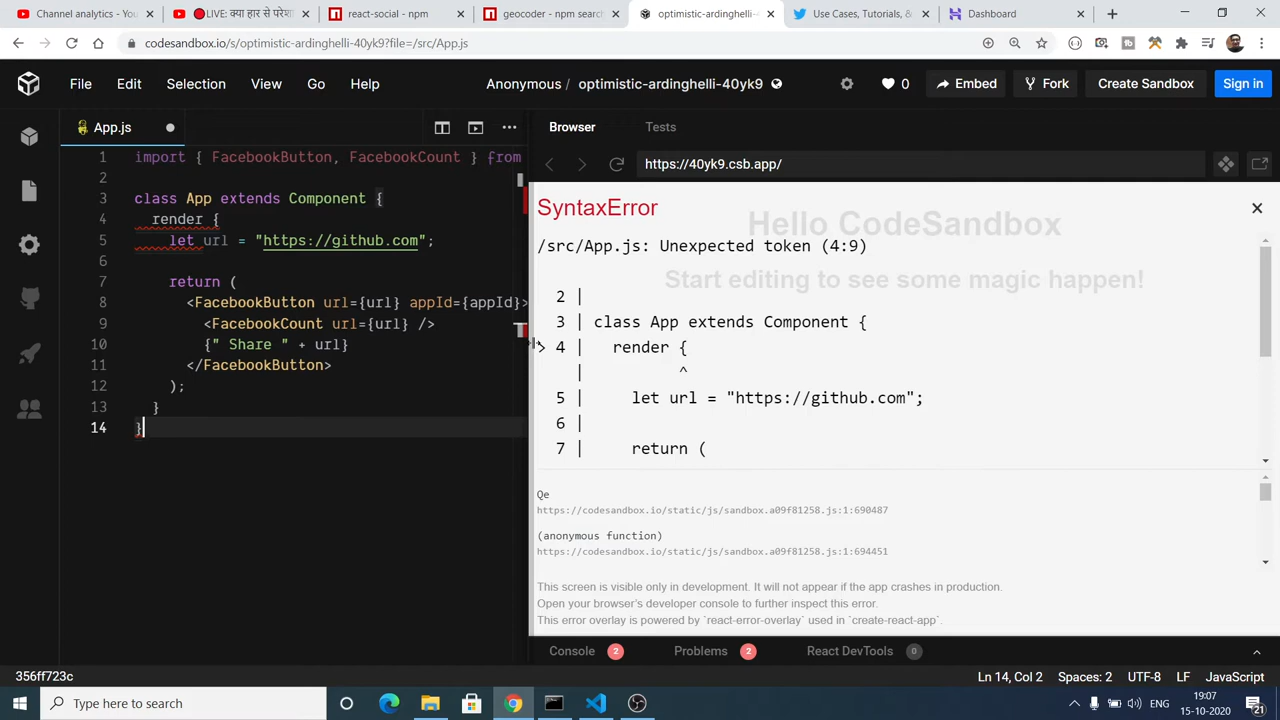 Channel analytics - YouTube
LIVE: क्या हार से परेश
react-social - npm
geocoder - npm search
optimistic-ardinghelli-
Use Cases, Tutorials, &
Dashboard
codesandbox.io/s/optimistic-ardinghelli-40yk9?file=/src/App.js
File Edit Selection View Go Help
Anonymous / optimistic-ardinghelli-40yk9
0
Embed
Fork
Create Sandbox
Sign in
App.js
Browser
Tests
https://40yk9.csb.app/
1 import { FacebookButton, FacebookCount } from
2
3 class App extends Component {
4 render {
5 let url = "https://github.com";
6
7 return (
8 <FacebookButton url={url} appId={appId}>
9 <FacebookCount url={url} />
10 {" Share " + url}
11 </FacebookButton>
12 );
13 }
14 }
SyntaxError
Hello CodeSandbox
/src/App.js: Unexpected token (4:9)
Start editing to see some magic happen!
2 |
3 | class App extends Component {
> 4 | render {
| ^
5 | let url = "https://github.com";
6 |
7 | return (
Qe
https://codesandbox.io/static/js/sandbox.a09f81258.js:1:690487
(anonymous function)
https://codesandbox.io/static/js/sandbox.a09f81258.js:1:694451
This screen is visible only in development. It will not appear if the app crashes in production.
Open your browser’s developer console to further inspect this error.
This error overlay is powered by `react-error-overlay` used in `create-react-app`.
Console 2 Problems 2 React DevTools 0
356ff723c
Ln 14, Col 2 Spaces: 2 UTF-8 LF JavaScript
Type here to search
19:07
15-10-2020
21